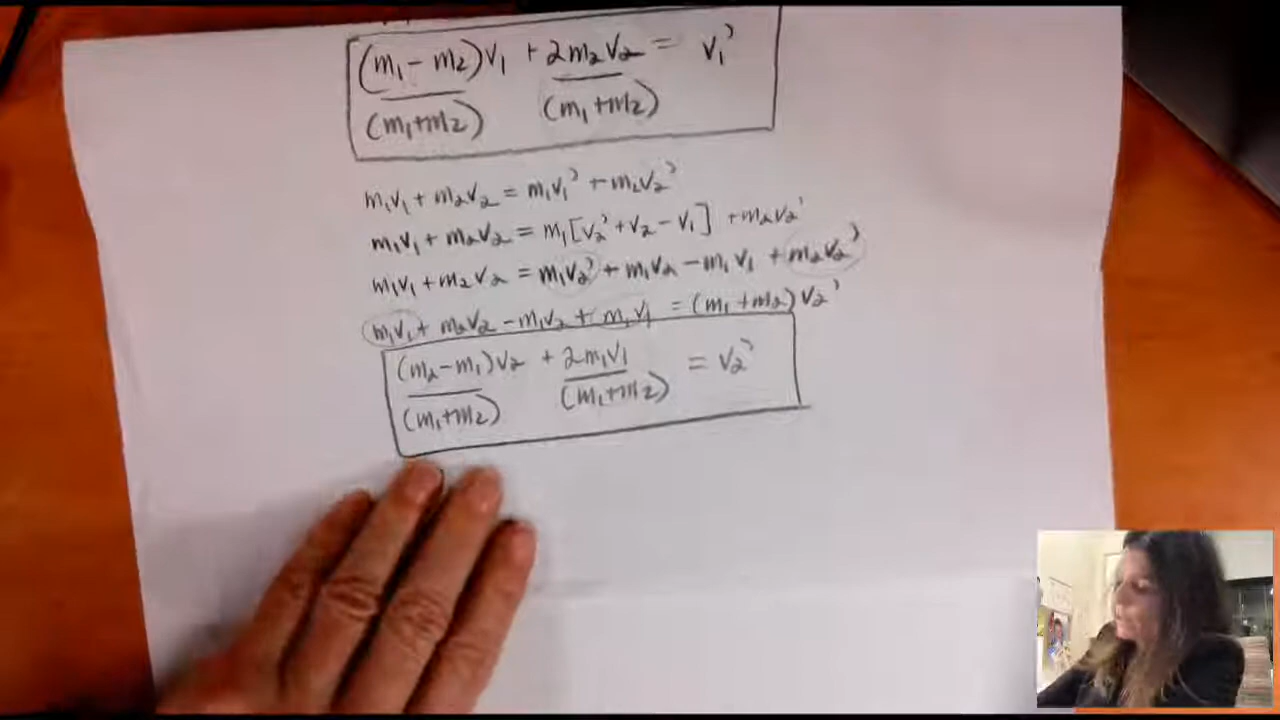 (m₁ - m₂)v₁ / (m₁+m₂) + 2m₂v₂ / (m₁+m₂) = v₁'
m₁v₁ + m₂v₂ = m₁v₁' + m₂v₂'
m₁v₁ + m₂v₂ = m₁[v₂' + v₂ - v₁] + m₂v₂'
m₁v₁ + m₂v₂ = m₁v₂' + m₁v₂ - m₁v₁ + m₂v₂'
m₁v₁ + m₂v₂ - m₁v₂ + m₁v₁ = (m₁+m₂)v₂'
(m₂-m₁)v₂ / (m₁+m₂) + 2m₁v₁ / (m₁+m₂) = v₂'